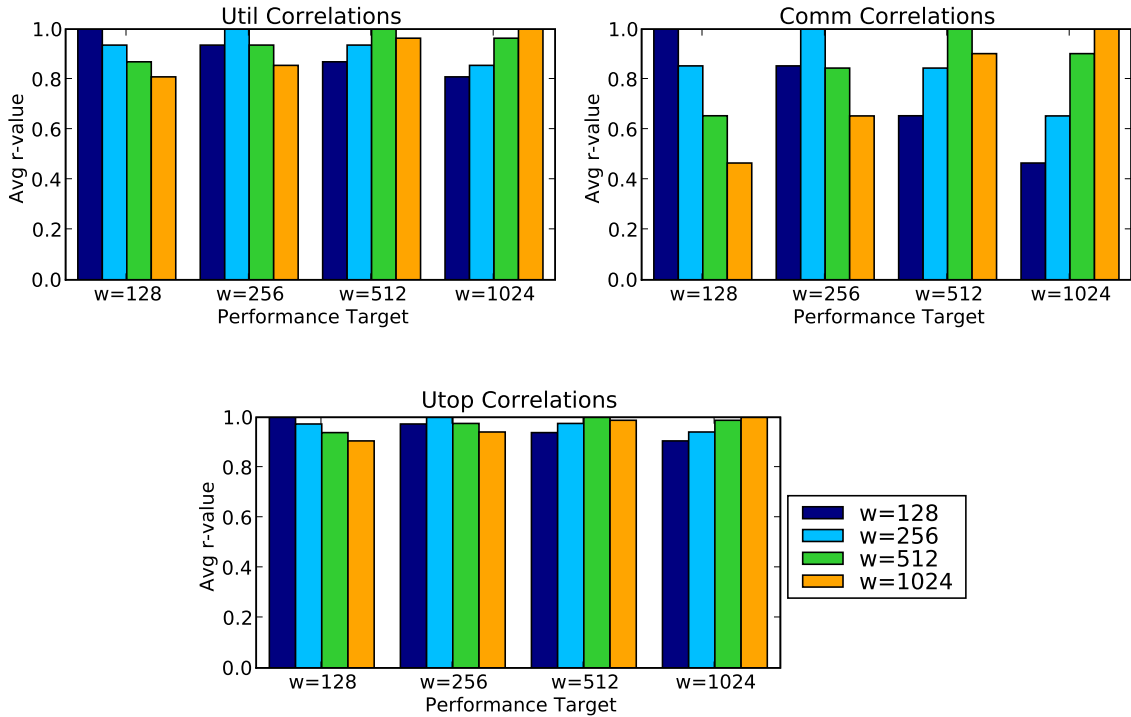 Util Correlations
1.0
0.8
0.6
0.4
0.2
0.0
Avg r-value
w=128 w=256 w=512 w=1024
Performance Target
Comm Correlations
1.0
0.8
0.6
0.4
0.2
0.0
Avg r-value
w=128 w=256 w=512 w=1024
Performance Target
Utop Correlations
1.0
0.8
0.6
0.4
0.2
0.0
Avg r-value
w=128 w=256 w=512 w=1024
Performance Target
w=128
w=256
w=512
w=1024